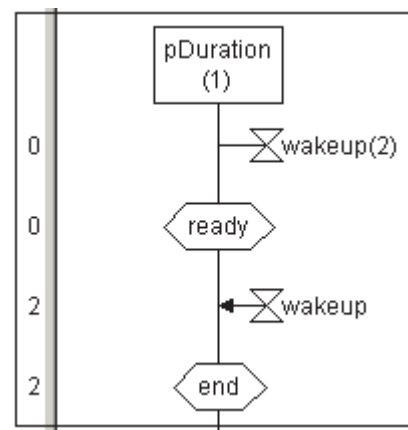 pDuration
(1)
0 wakeup(2)
0 ready
2 wakeup
2 end